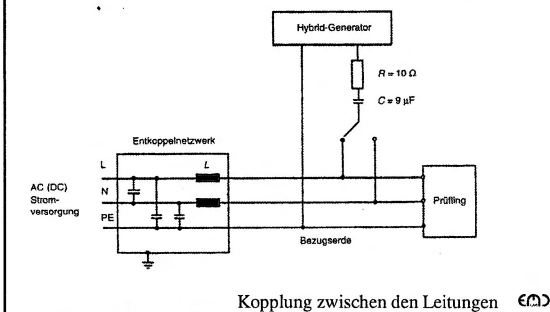 Hybrid-Generator
R = 10 Ω
C = 9 µF
Entkoppelnetzwerk
L
L
AC (DC)
Strom-
versorgung
N
PE
Prüfling
Bezugserde
Kopplung zwischen den Leitungen